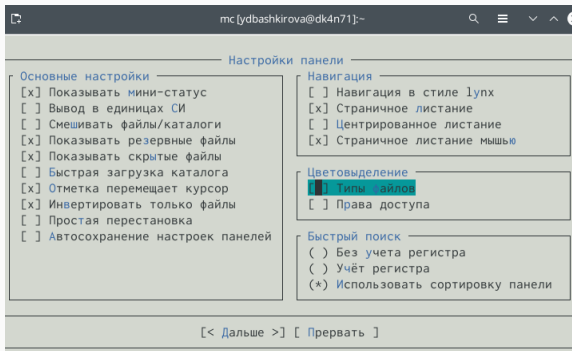 mc [ydbashkirova@dk4n71]:~
Настройки панели
Основные настройки
[x] Показывать мини-статус
[ ] Вывод в единицах СИ
[ ] Смешивать файлы/каталоги
[x] Показывать резервные файлы
[x] Показывать скрытые файлы
[ ] Быстрая загрузка каталога
[x] Отметка перемещает курсор
[x] Инвертировать только файлы
[ ] Простая перестановка
[ ] Автосохранение настроек панелей
Навигация
[ ] Навигация в стиле lynx
[x] Страничное листание
[ ] Центрированное листание
[x] Страничное листание мышью
Цветовыделение
[ ] Типы файлов
[ ] Права доступа
Быстрый поиск
( ) Без учета регистра
( ) Учёт регистра
(*) Использовать сортировку панели
[< Дальше >] [ Прервать ]